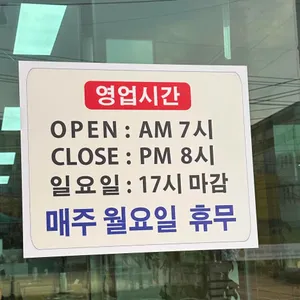 영업시간
OPEN : AM 7시
CLOSE : PM 8시
일요일 : 17시 마감
매주 월요일 휴무